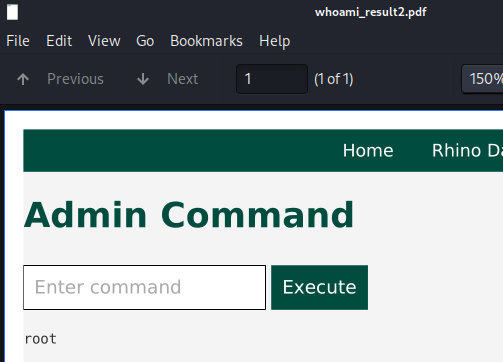 whoami_result2.pdf
File Edit View Go Bookmarks Help
Previous Next 1 (1 of 1) 150%
Home Rhino Da
Admin Command
Enter command Execute
root